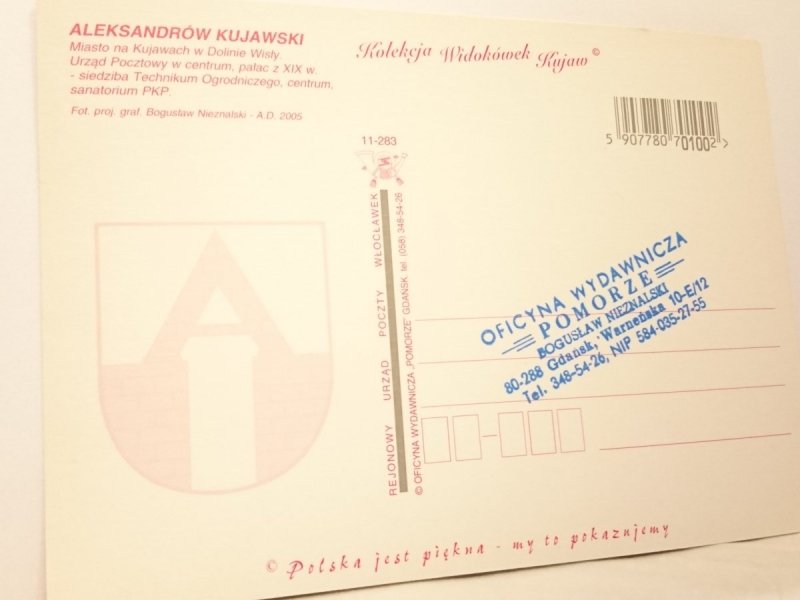 ALEKSANDRÓW KUJAWSKI
Miasto na Kujawach w Dolinie Wisły.
Urząd Pocztowy w centrum, pałac z XIX w.
- siedziba Technikum Ogrodniczego, centrum,
sanatorium PKP.
Fot. proj. graf. Bogusław Nieznalski - A.D. 2005
Kolekcja Widokówek Kujaw ©
5 907780 701002 >
11-283
REJONOWY URZĄD POCZTY WŁOCŁAWEK
© OFICYNA WYDAWNICZA „POMORZE" GDAŃSK tel. (058) 348-54-26
OFICYNA WYDAWNICZA
POMORZE
BOGUSŁAW NIEZNALSKI
80-288 Gdańsk, Warneńska 10-E/12
Tel. 348-54-26, NIP 584-035-27-55
A
© Polska jest piękna - my to pokazujemy